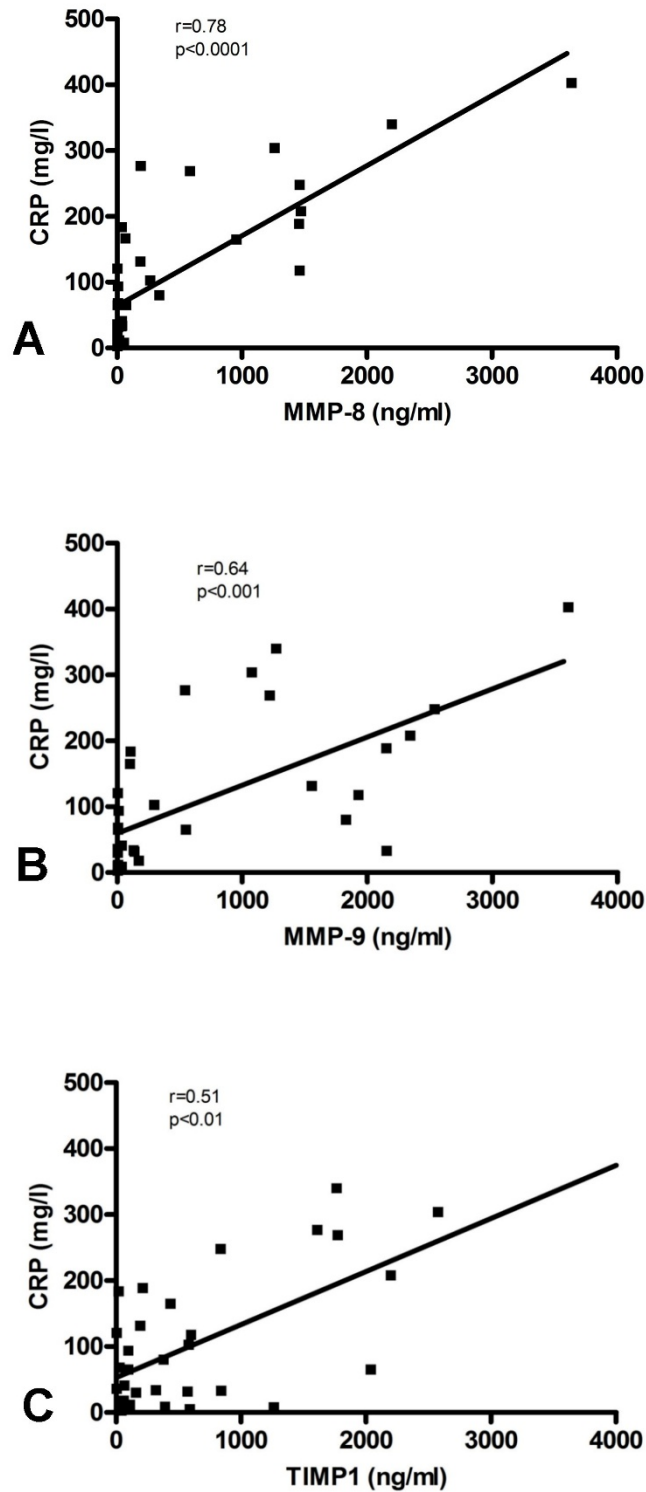 500
r=0.78
p<0.0001
400
300
200
100
0
CRP (mg/l)
A
0 1000 2000 3000 4000
MMP-8 (ng/ml)
500
r=0.64
p<0.001
400
300
200
100
0
CRP (mg/l)
B
0 1000 2000 3000 4000
MMP-9 (ng/ml)
500
r=0.51
p<0.01
400
300
200
100
0
CRP (mg/l)
C
0 1000 2000 3000 4000
TIMP1 (ng/ml)